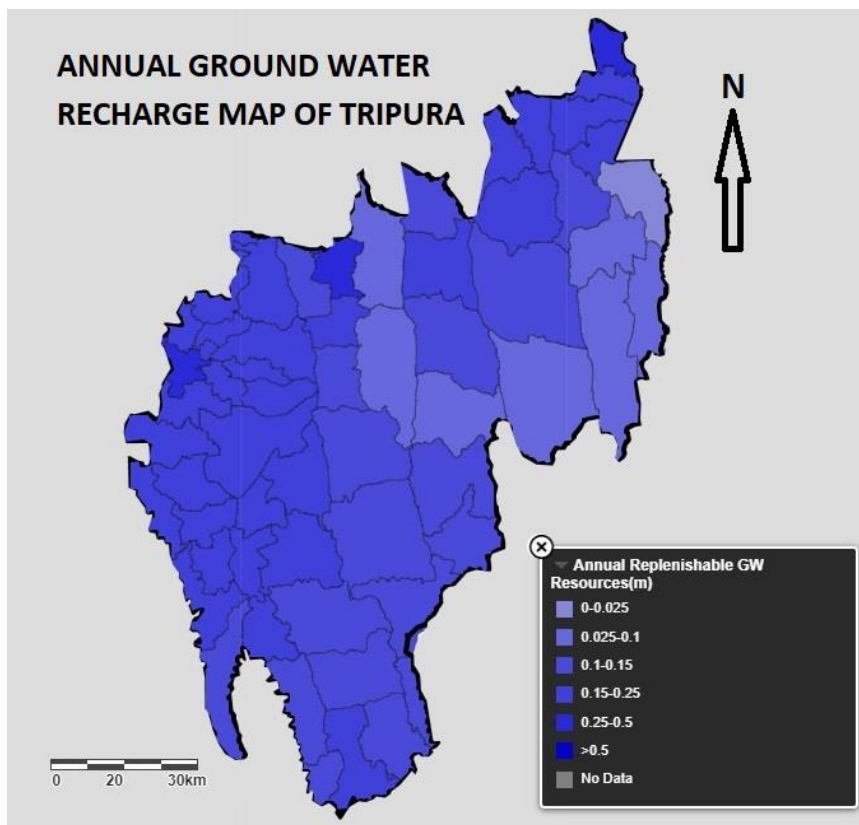 ANNUAL GROUND WATER
RECHARGE MAP OF TRIPURA
N
Annual Replenishable GW
Resources(m)
0-0.025
0.025-0.1
0.1-0.15
0.15-0.25
0.25-0.5
>0.5
No Data
0 20 30km